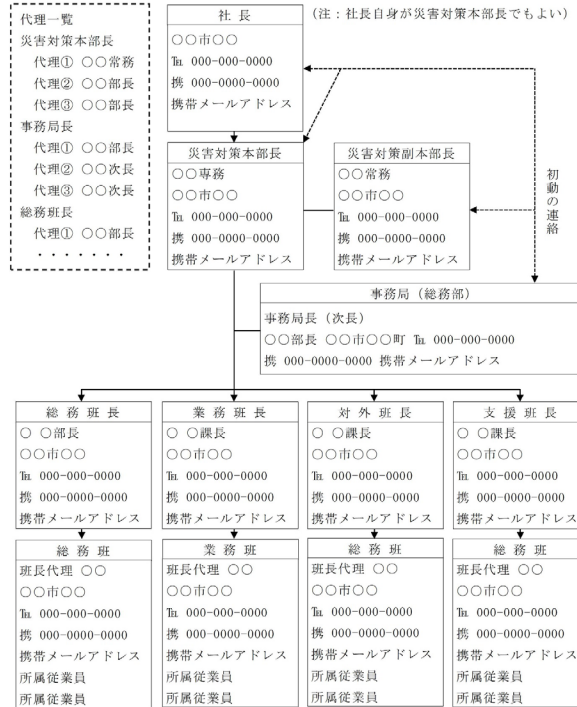 代理一覧
災害対策本部長
代理① ○○常務
代理② ○○部長
代理③ ○○部長
事務局長
代理① ○○部長
代理② ○○次長
代理③ ○○次長
総務班長
代理① ○○部長
・・・・・・・
社長
○○市○○
℡ 000-000-0000
携 0000-0000-0000
携帯メールアドレス
(注：社長自身が災害対策本部長でもよい)
災害対策本部長
○○専務
○○市○○
℡ 000-000-0000
携 0000-0000-0000
携帯メールアドレス
災害対策副本部長
○○常務
○○市○○
℡ 000-000-0000
携 0000-0000-0000
携帯メールアドレス
初動の連絡
事務局（総務部）
事務局長（次長）
○○部長 ○○市○○町 ℡ 000-000-0000
携 0000-0000-0000 携帯メールアドレス
総務班長
○ ○部長
○○市○○
℡ 000-000-0000
携 0000-0000-0000
携帯メールアドレス
業務班長
○ ○課長
○○市○○
℡ 000-000-0000
携 0000-0000-0000
携帯メールアドレス
対外班長
○ ○課長
○○市○○
℡ 000-000-0000
携 0000-0000-0000
携帯メールアドレス
支援班長
○ ○課長
○○市○○
℡ 000-000-0000
携 0000-0000-0000
携帯メールアドレス
総務班
班長代理 ○○
○○市○○
℡ 000-000-0000
携 0000-0000-0000
携帯メールアドレス
所属従業員
所属従業員
業務班
班長代理 ○○
○○市○○
℡ 000-000-0000
携 0000-0000-0000
携帯メールアドレス
所属従業員
所属従業員
総務班
班長代理 ○○
○○市○○
℡ 000-000-0000
携 0000-0000-0000
携帯メールアドレス
所属従業員
所属従業員
総務班
班長代理 ○○
○○市○○
℡ 000-000-0000
携 0000-0000-0000
携帯メールアドレス
所属従業員
所属従業員